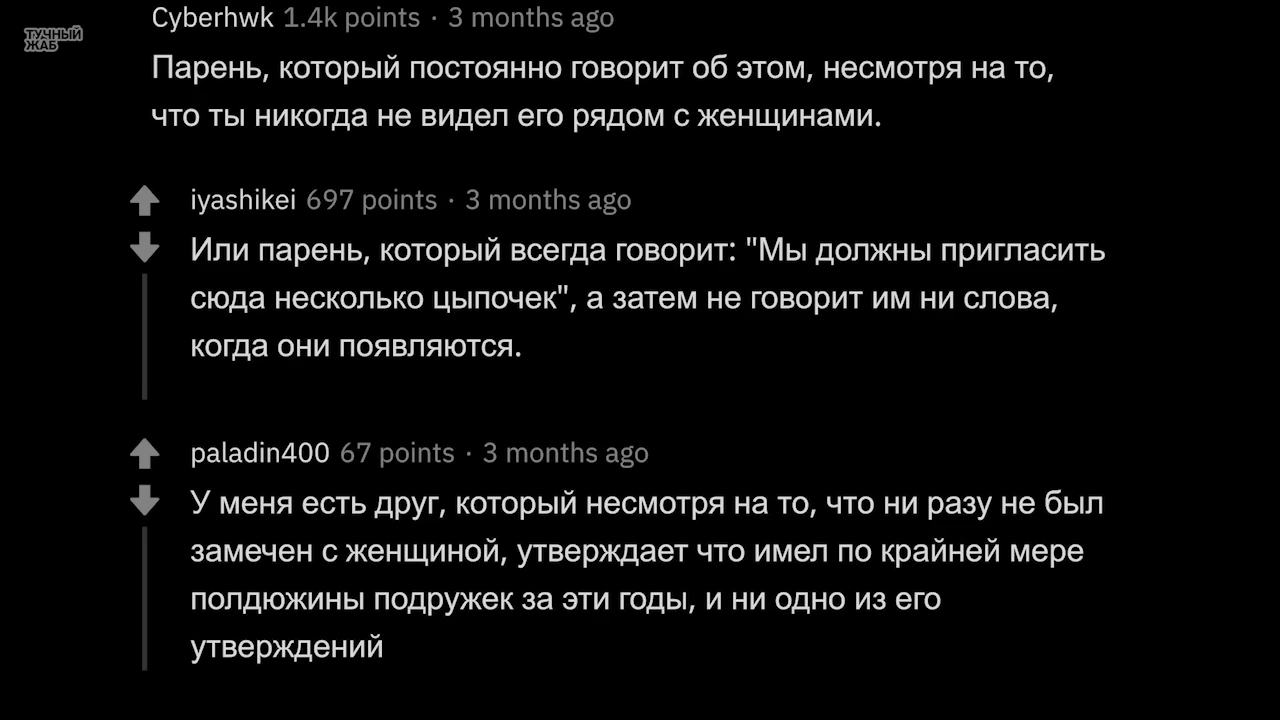 Cyberhwk 1.4k points · 3 months ago
ТУЧНЫЙ
ЖАБ
Парень, который постоянно говорит об этом, несмотря на то,
что ты никогда не видел его рядом с женщинами.
iyashikei 697 points · 3 months ago
Или парень, который всегда говорит: "Мы должны пригласить
сюда несколько цыпочек", а затем не говорит им ни слова,
когда они появляются.
paladin400 67 points · 3 months ago
У меня есть друг, который несмотря на то, что ни разу не был
замечен с женщиной, утверждает что имел по крайней мере
полдюжины подружек за эти годы, и ни одно из его
утверждений